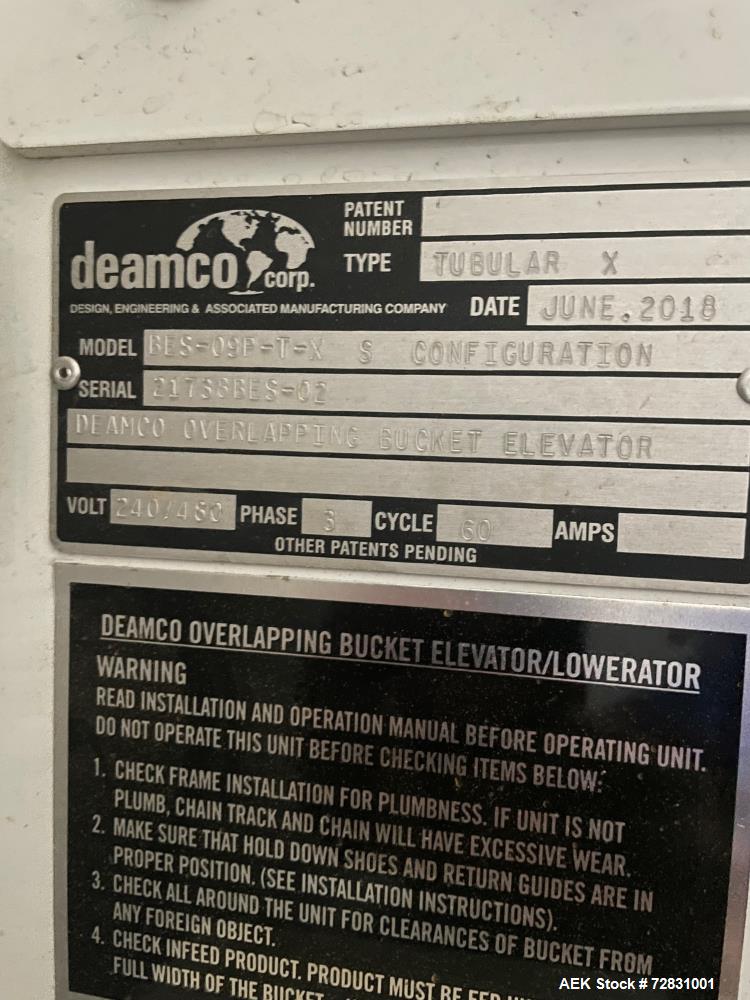 deamco corp.
DESIGN, ENGINEERING & ASSOCIATED MANUFACTURING COMPANY
PATENT NUMBER
TYPE TUBULAR X
DATE JUNE.2018
MODEL BES-09P-T-X S CONFIGURATION
SERIAL 21738BES-02
DEAMCO OVERLAPPING BUCKET ELEVATOR
VOLT 240/480 PHASE 3 CYCLE 60 AMPS
OTHER PATENTS PENDING
DEAMCO OVERLAPPING BUCKET ELEVATOR/LOWERATOR
WARNING
READ INSTALLATION AND OPERATION MANUAL BEFORE OPERATING UNIT.
DO NOT OPERATE THIS UNIT BEFORE CHECKING ITEMS BELOW:
1. CHECK FRAME INSTALLATION FOR PLUMBNESS. IF UNIT IS NOT
PLUMB, CHAIN TRACK AND CHAIN WILL HAVE EXCESSIVE WEAR.
2. MAKE SURE THAT HOLD DOWN SHOES AND RETURN GUIDES ARE IN
PROPER POSITION. (SEE INSTALLATION INSTRUCTIONS).
3. CHECK ALL AROUND THE UNIT FOR CLEARANCES OF BUCKET FROM
ANY FOREIGN OBJECT.
4. CHECK INFEED PRODUCT. PRODUCT MUST BE FED
FULL WIDTH OF THE BUCKET
AEK Stock # 72831001